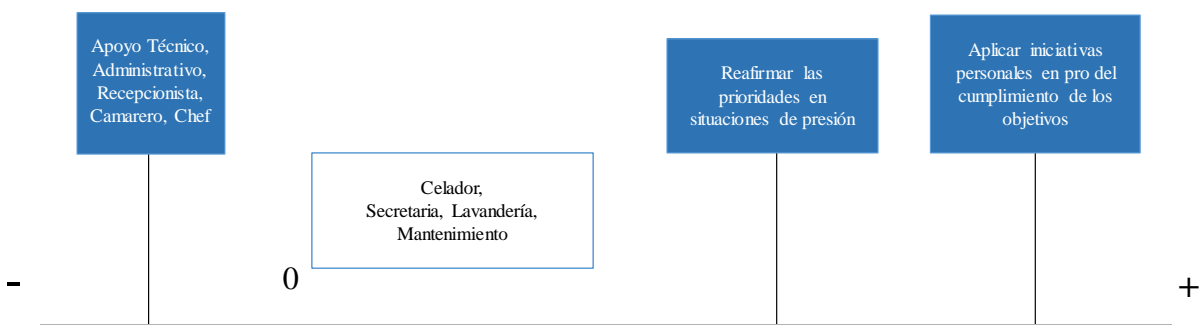 Apoyo Técnico,
Administrativo,
Recepcionista,
Camarero, Chef
Celador,
Secretaria, Lavandería,
Mantenimiento
Reafirmar las
prioridades en
situaciones de presión
Aplicar iniciativas
personales en pro del
cumplimiento de los
objetivos
-
0
+